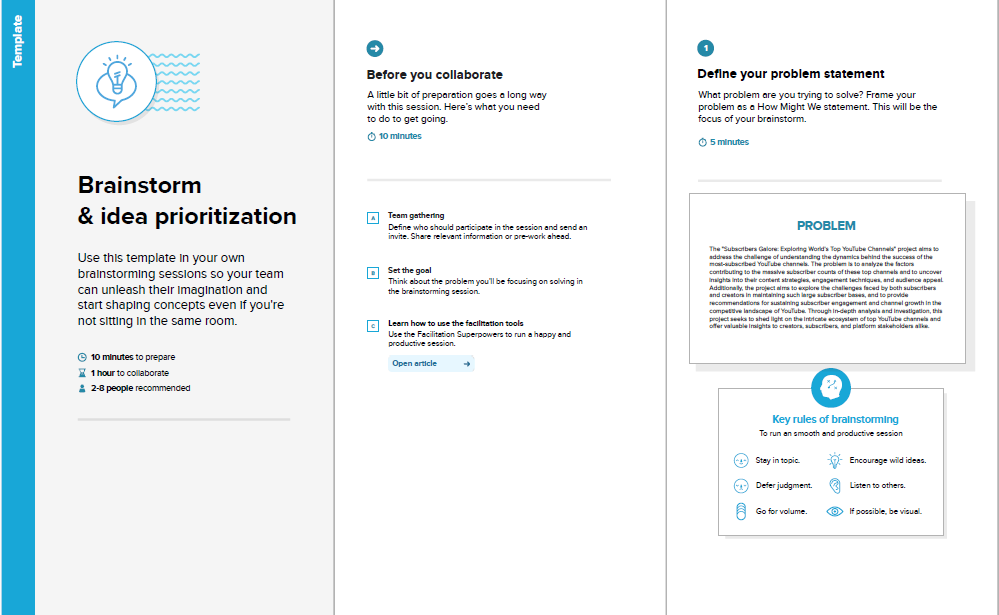 Template
Brainstorm
& idea prioritization
Use this template in your own
brainstorming sessions so your team
can unleash their imagination and
start shaping concepts even if you're
not sitting in the same room.
10 minutes to prepare
1 hour to collaborate
2-8 people recommended
Before you collaborate
A little bit of preparation goes a long way
with this session. Here's what you need
to do to get going.
10 minutes
A
Team gathering
Define who should participate in the session and send an
invite. Share relevant information or pre-work ahead.
B
Set the goal
Think about the problem you'll be focusing on solving in
the brainstorming session.
C
Learn how to use the facilitation tools
Use the Facilitation Superpowers to run a happy and
productive session.
Open article
1
Define your problem statement
What problem are you trying to solve? Frame your
problem as a How Might We statement. This will be the
focus of your brainstorm.
5 minutes
PROBLEM
The "Subscribers Galore: Exploring World's Top YouTube Channels" project aims to
address the challenge of understanding the dynamics behind the success of the
most-subscribed YouTube channels. The problem is to analyze the factors
contributing to the massive subscriber counts of these top channels and to uncover
insights into their content strategies, engagement techniques, and audience appeal.
Additionally, the project aims to explore the challenges faced by both subscribers
and creators in maintaining such large subscriber bases, and to provide
recommendations for sustaining subscriber engagement and channel growth in the
competitive landscape of YouTube. Through in-depth analysis and investigation, this
project seeks to shed light on the intricate ecosystem of top YouTube channels and
offer valuable insights to creators, subscribers, and platform stakeholders alike.
Key rules of brainstorming
To run an smooth and productive session
Stay in topic.
Encourage wild ideas.
Defer judgment.
Listen to others.
Go for volume.
If possible, be visual.